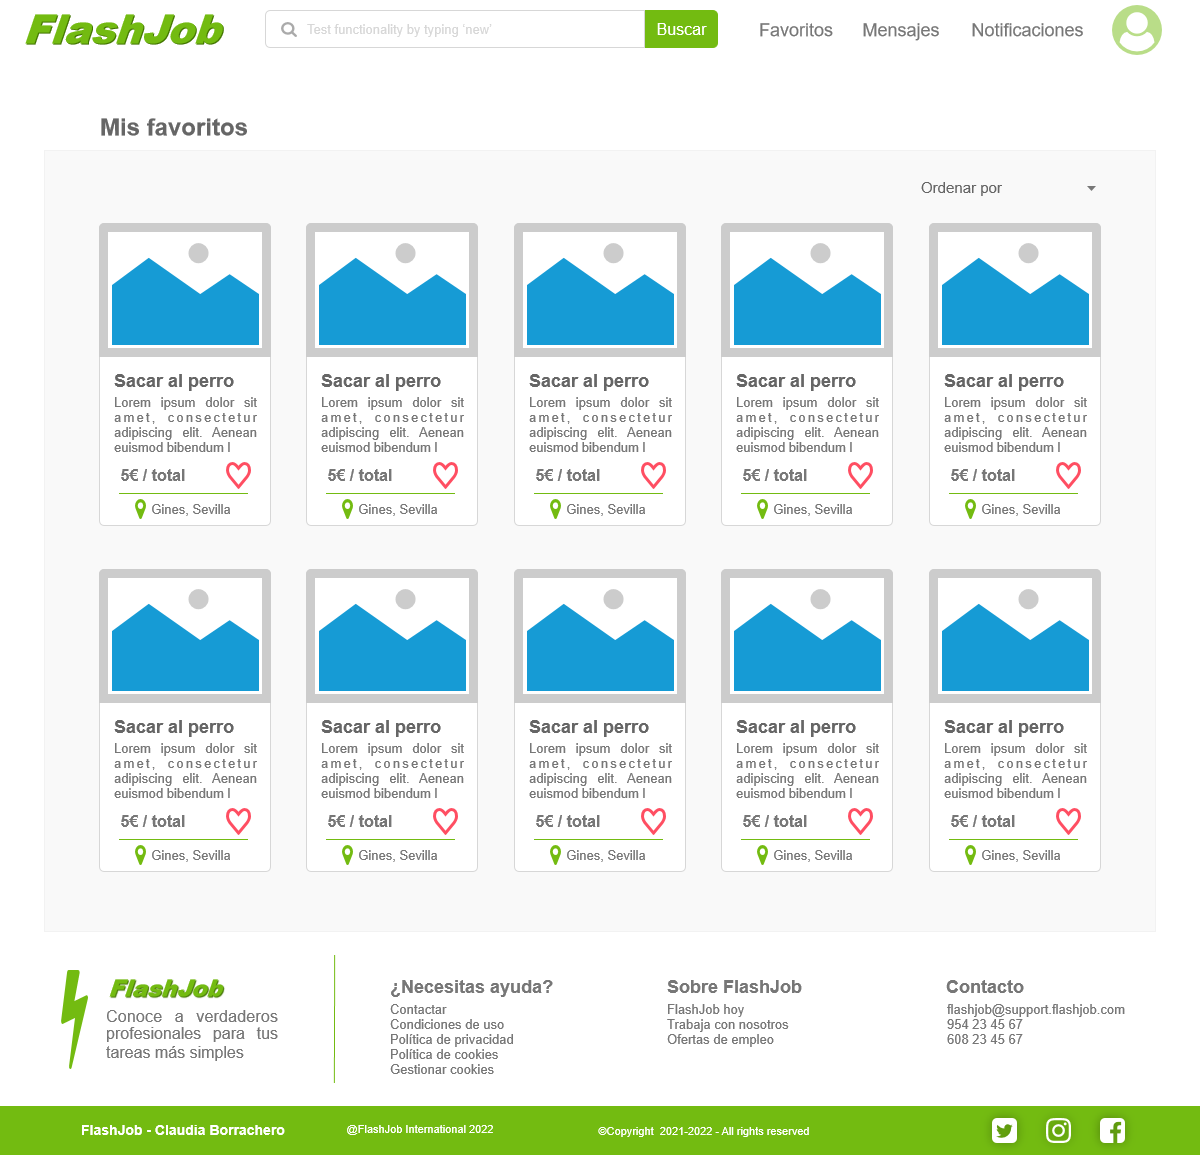 FlashJob
Test functionality by typing 'new'
Buscar
Favoritos
Mensajes
Notificaciones
Mis favoritos
Ordenar por
Sacar al perro
Lorem ipsum dolor sit
amet, consectetur
adipiscing elit. Aenean
euismod bibendum l
5€ / total
Gines, Sevilla
Sacar al perro
Lorem ipsum dolor sit
amet, consectetur
adipiscing elit. Aenean
euismod bibendum l
5€ / total
Gines, Sevilla
Sacar al perro
Lorem ipsum dolor sit
amet, consectetur
adipiscing elit. Aenean
euismod bibendum l
5€ / total
Gines, Sevilla
Sacar al perro
Lorem ipsum dolor sit
amet, consectetur
adipiscing elit. Aenean
euismod bibendum l
5€ / total
Gines, Sevilla
Sacar al perro
Lorem ipsum dolor sit
amet, consectetur
adipiscing elit. Aenean
euismod bibendum l
5€ / total
Gines, Sevilla
Sacar al perro
Lorem ipsum dolor sit
amet, consectetur
adipiscing elit. Aenean
euismod bibendum l
5€ / total
Gines, Sevilla
Sacar al perro
Lorem ipsum dolor sit
amet, consectetur
adipiscing elit. Aenean
euismod bibendum l
5€ / total
Gines, Sevilla
Sacar al perro
Lorem ipsum dolor sit
amet, consectetur
adipiscing elit. Aenean
euismod bibendum l
5€ / total
Gines, Sevilla
Sacar al perro
Lorem ipsum dolor sit
amet, consectetur
adipiscing elit. Aenean
euismod bibendum l
5€ / total
Gines, Sevilla
Sacar al perro
Lorem ipsum dolor sit
amet, consectetur
adipiscing elit. Aenean
euismod bibendum l
5€ / total
Gines, Sevilla
FlashJob
Conoce a verdaderos
profesionales para tus
tareas más simples
¿Necesitas ayuda?
Contactar
Condiciones de uso
Política de privacidad
Política de cookies
Gestionar cookies
Sobre FlashJob
FlashJob hoy
Trabaja con nosotros
Ofertas de empleo
Contacto
flashjob@support.flashjob.com
954 23 45 67
608 23 45 67
FlashJob - Claudia Borrachero
@FlashJob International 2022
©Copyright 2021-2022 - All rights reserved